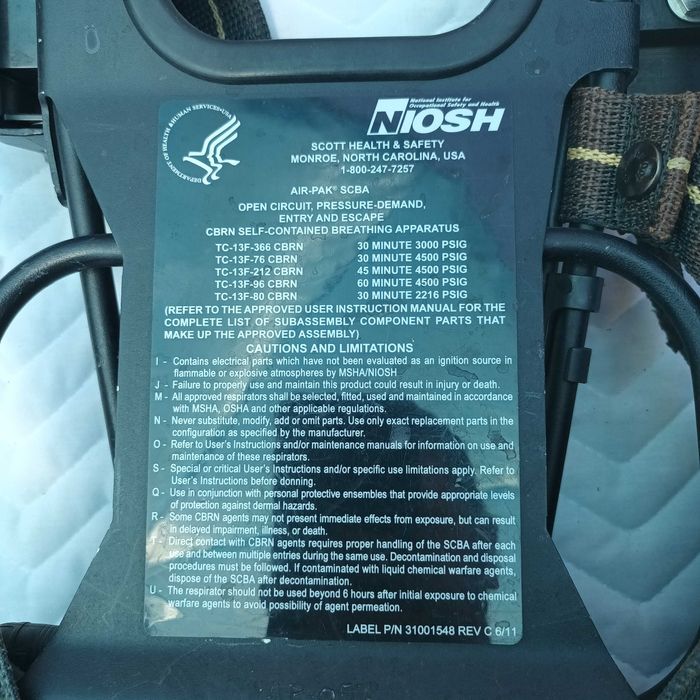 DEPARTMENT OF HEALTH & HUMAN SERVICES • USA
National Institute for
Occupational Safety and Health
NIOSH
SCOTT HEALTH & SAFETY
MONROE, NORTH CAROLINA, USA
1-800-247-7257
AIR-PAK® SCBA
OPEN CIRCUIT, PRESSURE-DEMAND,
ENTRY AND ESCAPE
CBRN SELF-CONTAINED BREATHING APPARATUS
TC-13F-366 CBRN 30 MINUTE 3000 PSIG
TC-13F-76 CBRN 30 MINUTE 4500 PSIG
TC-13F-212 CBRN 45 MINUTE 4500 PSIG
TC-13F-96 CBRN 60 MINUTE 4500 PSIG
TC-13F-80 CBRN 30 MINUTE 2216 PSIG
(REFER TO THE APPROVED USER INSTRUCTION MANUAL FOR THE
COMPLETE LIST OF SUBASSEMBLY COMPONENT PARTS THAT
MAKE UP THE APPROVED ASSEMBLY)
CAUTIONS AND LIMITATIONS
I - Contains electrical parts which have not been evaluated as an ignition source in
flammable or explosive atmospheres by MSHA/NIOSH
J - Failure to properly use and maintain this product could result in injury or death.
M - All approved respirators shall be selected, fitted, used and maintained in accordance
with MSHA, OSHA and other applicable regulations.
N - Never substitute, modify, add or omit parts. Use only exact replacement parts in the
configuration as specified by the manufacturer.
O - Refer to User's Instructions and/or maintenance manuals for information on use and
maintenance of these respirators.
S - Special or critical User's Instructions and/or specific use limitations apply. Refer to
User's Instructions before donning.
Q - Use in conjunction with personal protective ensembles that provide appropriate levels
of protection against dermal hazards.
R - Some CBRN agents may not present immediate effects from exposure, but can result
in delayed impairment, illness, or death.
T - Direct contact with CBRN agents requires proper handling of the SCBA after each
use and between multiple entries during the same use. Decontamination and disposal
procedures must be followed. If contaminated with liquid chemical warfare agents,
dispose of the SCBA after decontamination.
U - The respirator should not be used beyond 6 hours after initial exposure to chemical
warfare agents to avoid possibility of agent permeation.
LABEL P/N 31001548 REV C 6/11